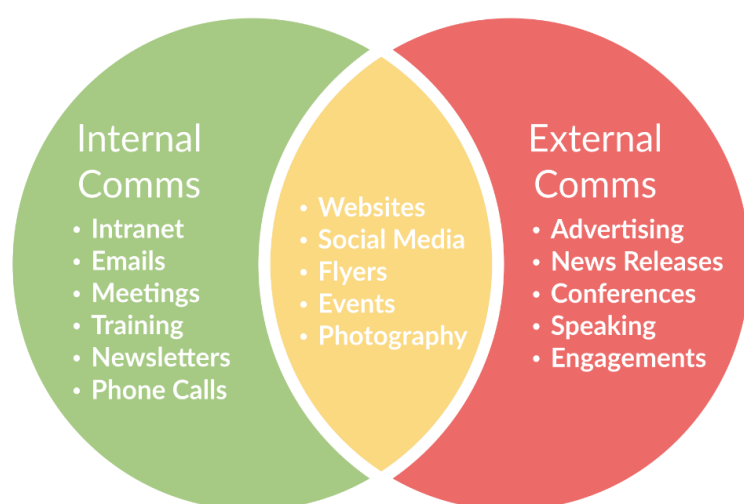 Internal
Comms
• Intranet
• Emails
• Meetings
• Training
• Newsletters
• Phone Calls
• Websites
• Social Media
• Flyers
• Events
• Photography
External
Comms
• Advertising
• News Releases
• Conferences
• Speaking
• Engagements